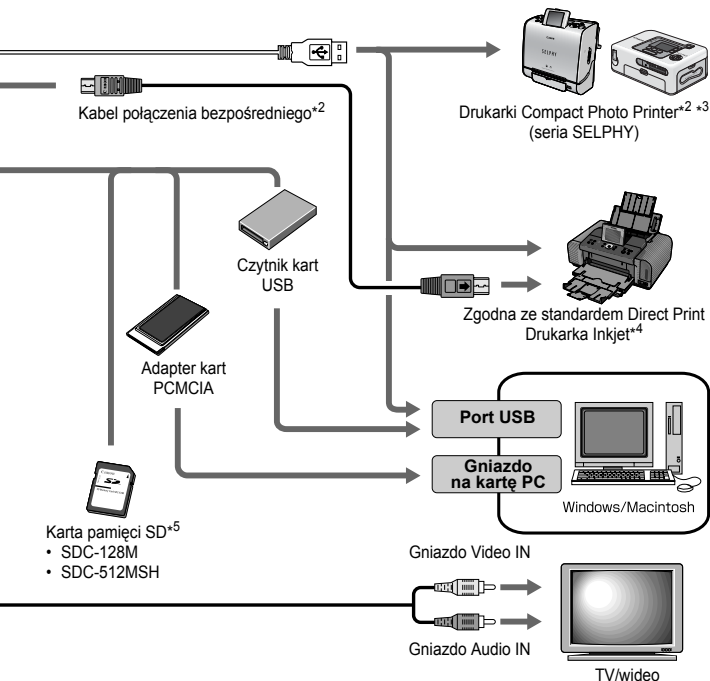 Kabel połączenia bezpośredniego*2
Drukarki Compact Photo Printer*2 *3
(seria SELPHY)
SELPHY
Czytnik kart
USB
Zgodna ze standardem Direct Print
Drukarka Inkjet*4
Adapter kart
PCMCIA
Port USB
Gniazdo
na kartę PC
Windows/Macintosh
Karta pamięci SD*5
• SDC-128M
• SDC-512MSH
Gniazdo Video IN
Gniazdo Audio IN
TV/wideo